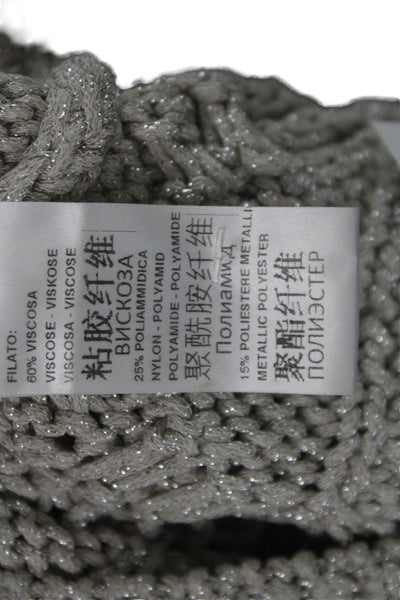 FILATO:
60% VISCOSA
VISCOSE - VISKOSE
VISCOSA - VISCOSE
粘胶纤维
ВИСКОЗА
25% POLIAMMIDICA
NYLON - POLYAMID
POLYAMIDE - POLYAMIDE
聚酰胺纤维
Полиамид
15% POLIESTERE METALLI
METALLIC POLYESTER
聚酯纤维
ПОЛИЭСТЕР